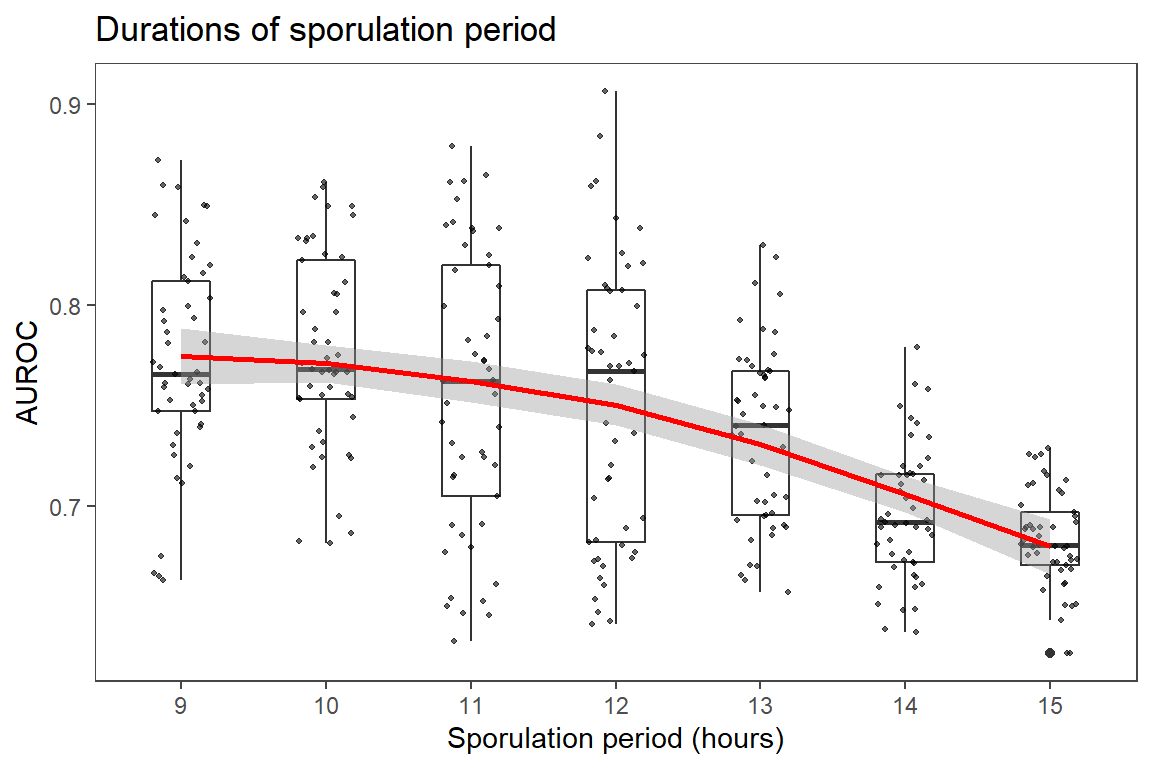 Durations of sporulation period
AUROC
0.9
0.8
0.7
9 10 11 12 13 14 15
Sporulation period (hours)